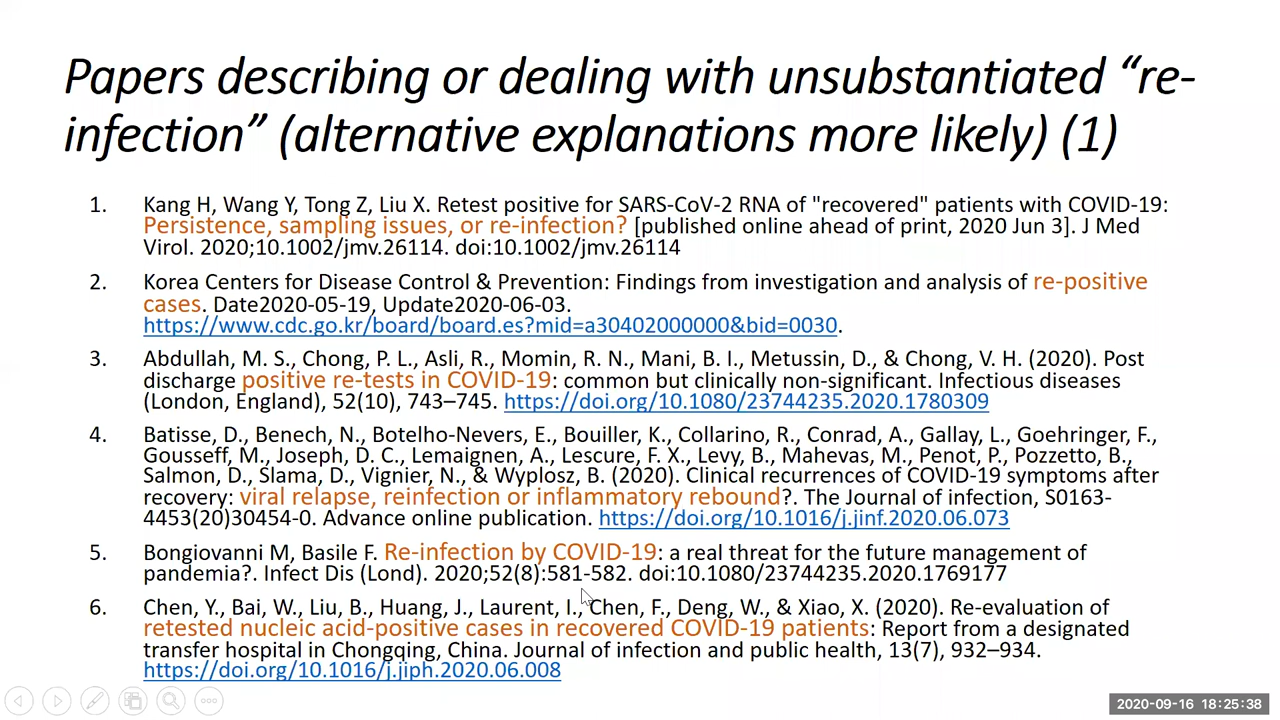 Papers describing or dealing with unsubstantiated “re-
infection” (alternative explanations more likely) (1)
1. Kang H, Wang Y, Tong Z, Liu X. Retest positive for SARS-CoV-2 RNA of "recovered" patients with COVID-19:
Persistence, sampling issues, or re-infection? [published online ahead of print, 2020 Jun 3]. J Med
Virol. 2020;10.1002/jmv.26114. doi:10.1002/jmv.26114
2. Korea Centers for Disease Control & Prevention: Findings from investigation and analysis of re-positive
cases. Date2020-05-19, Update2020-06-03.
https://www.cdc.go.kr/board/board.es?mid=a30402000000&bid=0030.
3. Abdullah, M. S., Chong, P. L., Asli, R., Momin, R. N., Mani, B. I., Metussin, D., & Chong, V. H. (2020). Post
discharge positive re-tests in COVID-19: common but clinically non-significant. Infectious diseases
(London, England), 52(10), 743–745. https://doi.org/10.1080/23744235.2020.1780309
4. Batisse, D., Benech, N., Botelho-Nevers, E., Bouiller, K., Collarino, R., Conrad, A., Gallay, L., Goehringer, F.,
Gousseff, M., Joseph, D. C., Lemaignen, A., Lescure, F. X., Levy, B., Mahevas, M., Penot, P., Pozzetto, B.,
Salmon, D., Slama, D., Vignier, N., & Wyplosz, B. (2020). Clinical recurrences of COVID-19 symptoms after
recovery: viral relapse, reinfection or inflammatory rebound?. The Journal of infection, S0163-
4453(20)30454-0. Advance online publication. https://doi.org/10.1016/j.jinf.2020.06.073
5. Bongiovanni M, Basile F. Re-infection by COVID-19: a real threat for the future management of
pandemia?. Infect Dis (Lond). 2020;52(8):581-582. doi:10.1080/23744235.2020.1769177
6. Chen, Y., Bai, W., Liu, B., Huang, J., Laurent, I., Chen, F., Deng, W., & Xiao, X. (2020). Re-evaluation of
retested nucleic acid-positive cases in recovered COVID-19 patients: Report from a designated
transfer hospital in Chongqing, China. Journal of infection and public health, 13(7), 932–934.
https://doi.org/10.1016/j.jiph.2020.06.008
2020-09-16 18:25:38